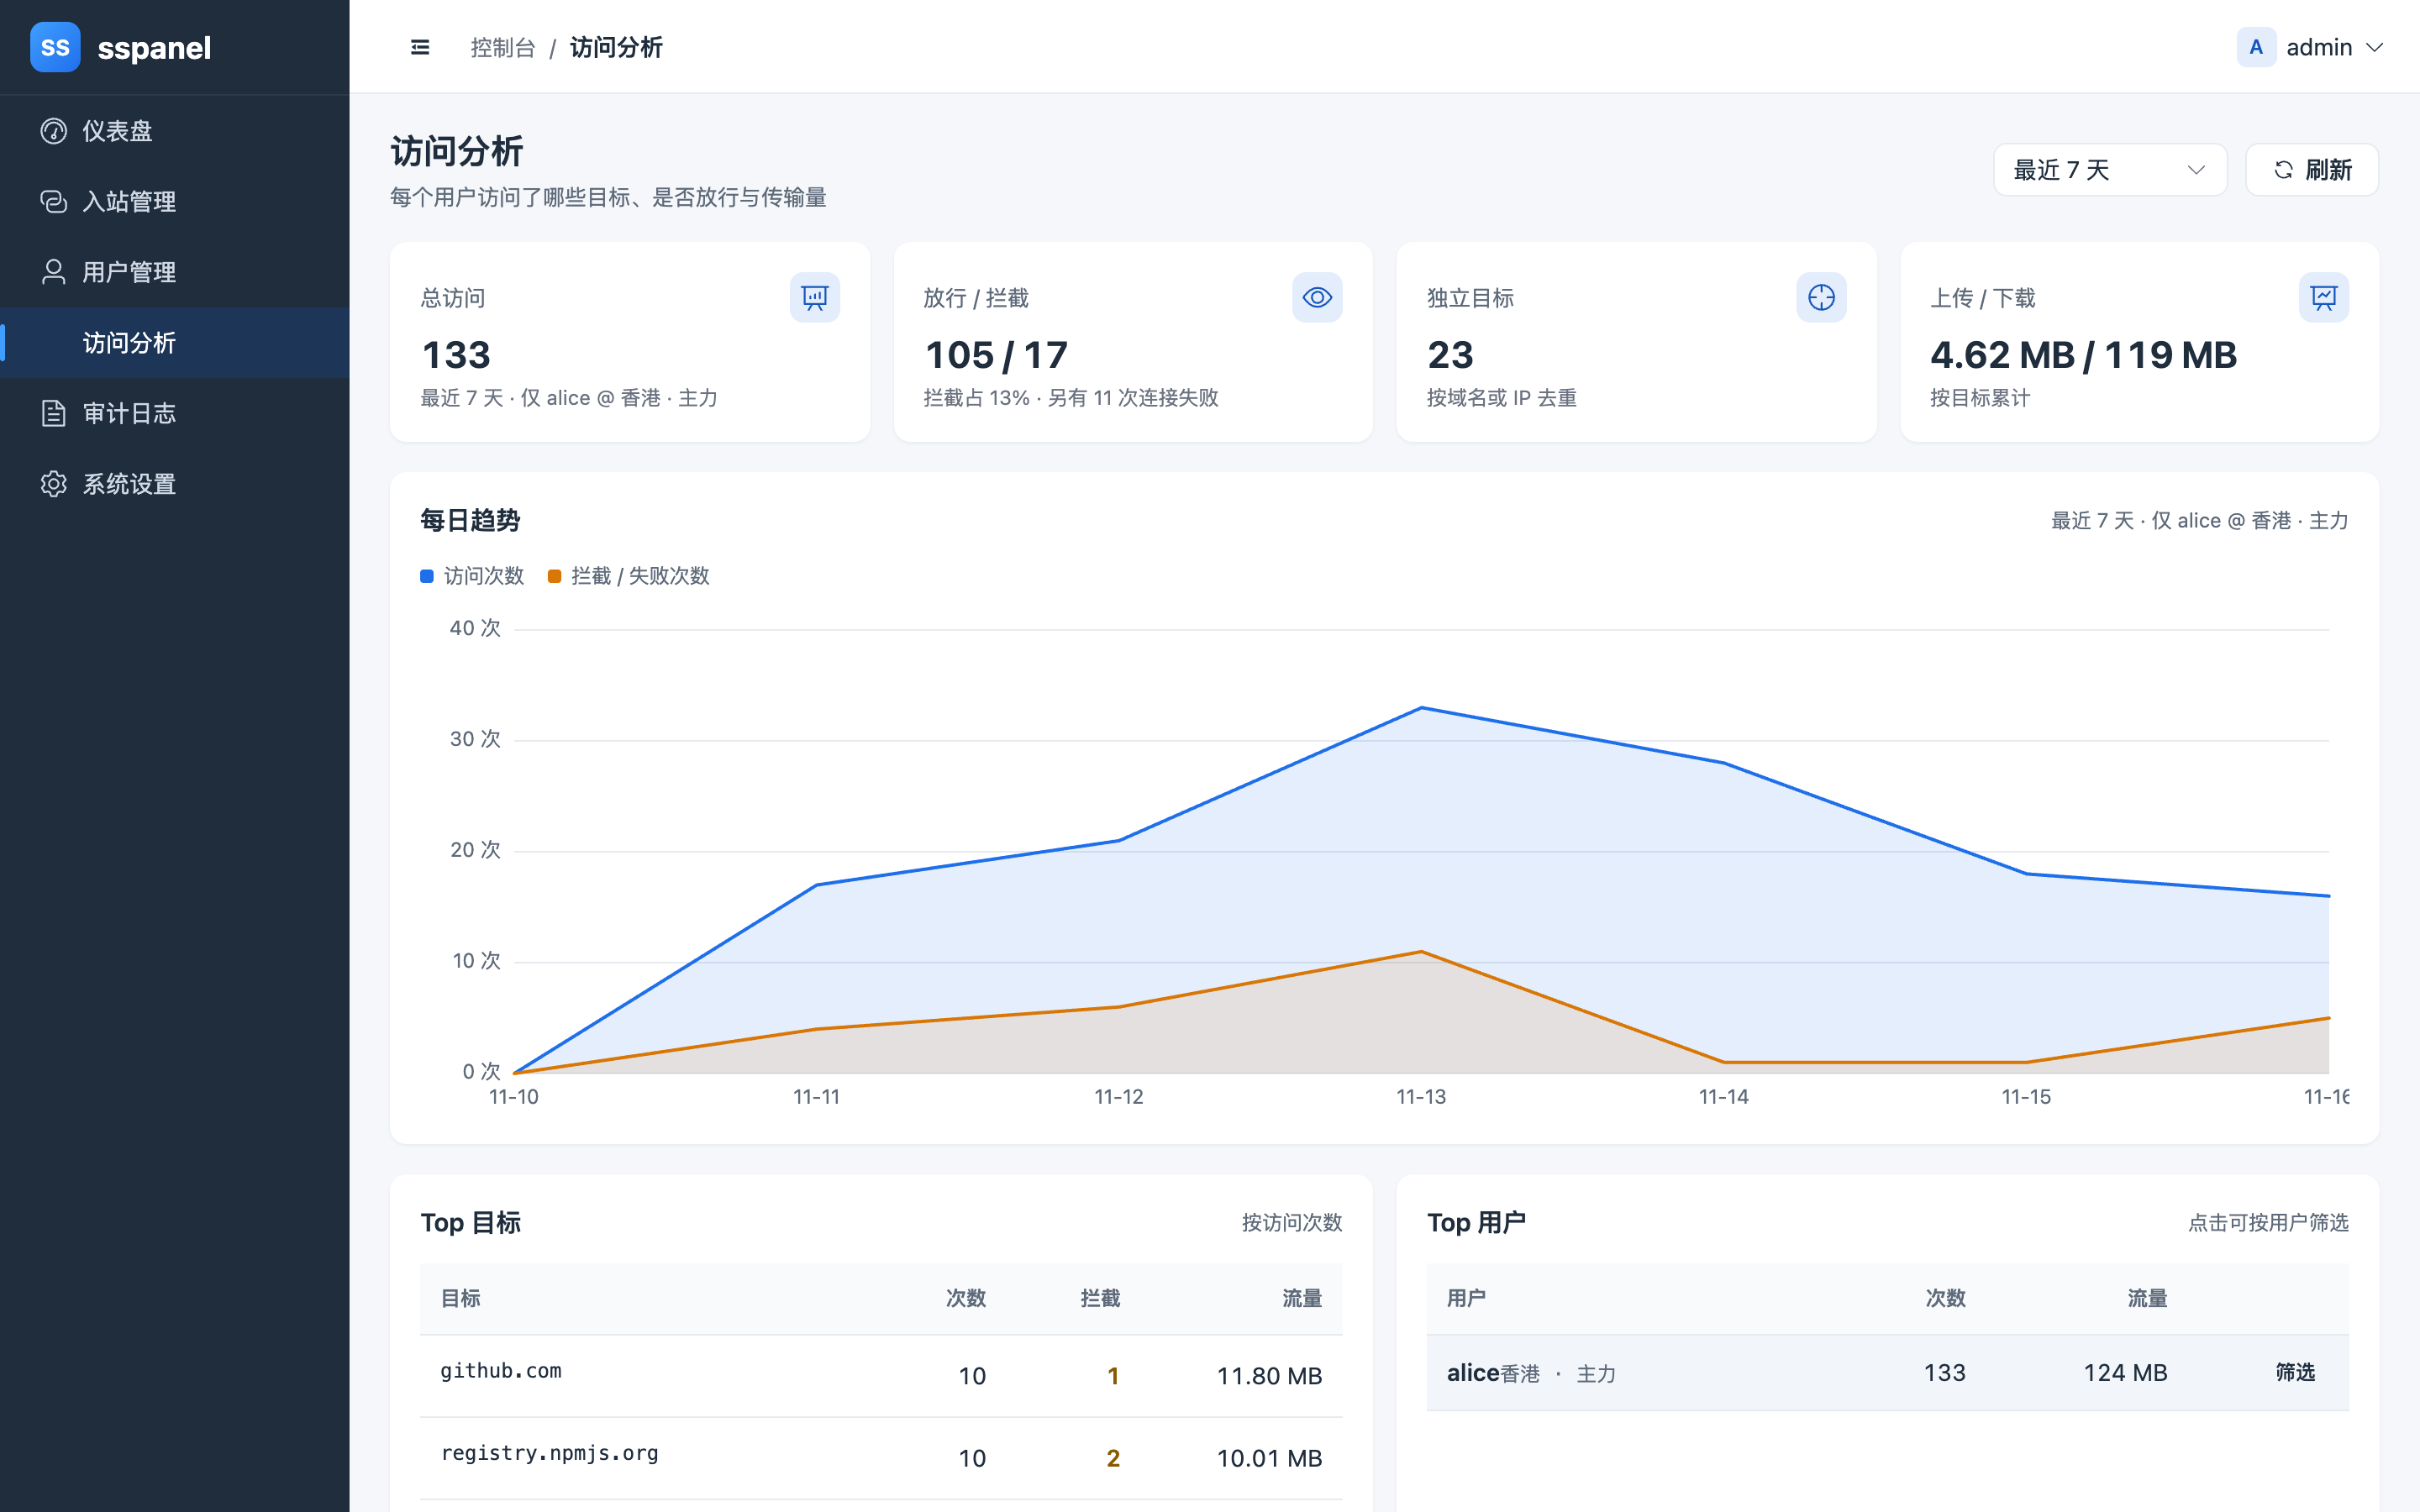 SS sspanel
仪表盘
入站管理
用户管理
访问分析
审计日志
系统设置
控制台 / 访问分析
A admin
访问分析
每个用户访问了哪些目标、是否放行与传输量
最近 7 天
刷新
总访问
133
最近 7 天 · 仅 alice @ 香港 · 主力
放行 / 拦截
105 / 17
拦截占 13% · 另有 11 次连接失败
独立目标
23
按域名或 IP 去重
上传 / 下载
4.62 MB / 119 MB
按目标累计
每日趋势
最近 7 天 · 仅 alice @ 香港 · 主力
访问次数 拦截 / 失败次数
40 次
30 次
20 次
10 次
0 次
11-10 11-11 11-12 11-13 11-14 11-15 11-16
Top 目标 按访问次数
目标 次数 拦截 流量
github.com 10 1 11.80 MB
registry.npmjs.org 10 2 10.01 MB
Top 用户 点击可按用户筛选
用户 次数 流量
alice香港 · 主力 133 124 MB 筛选